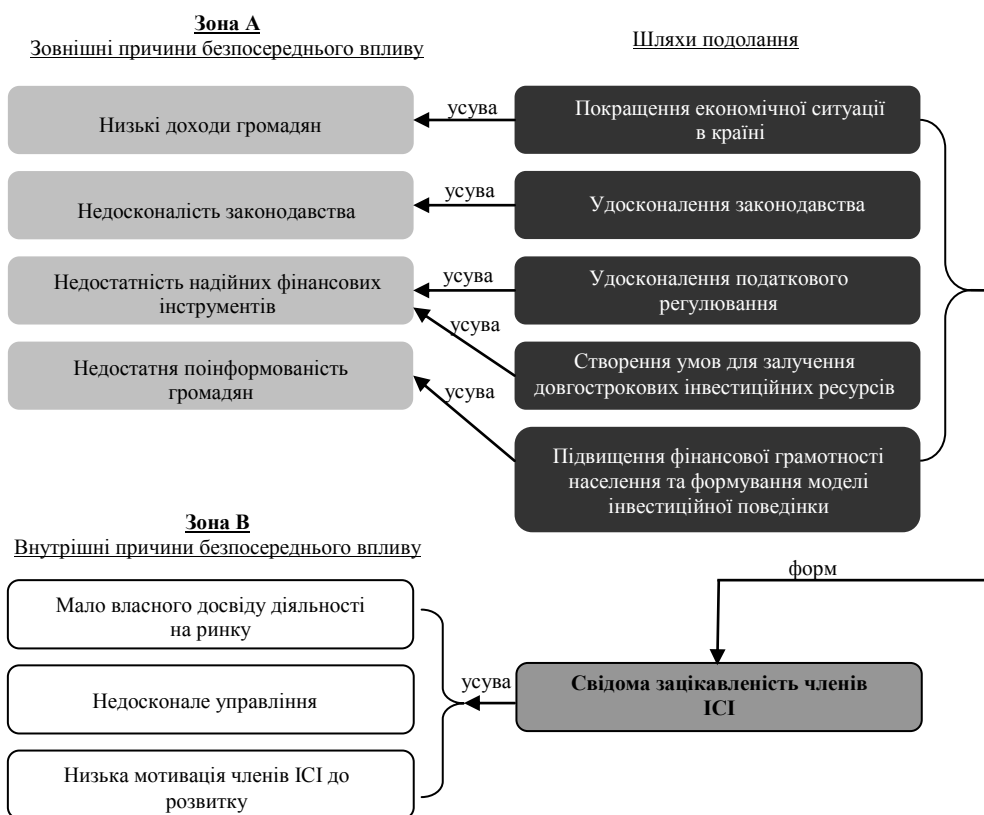 Зона А
Зовнішні причини безпосереднього впливу
Шляхи подолання
Низькі доходи громадян
усува
Покращення економічної ситуації
в країні
Недосконалість законодавства
усува
Удосконалення законодавства
Недостатність надійних фінансових
інструментів
усува
Удосконалення податкового
регулювання
усува
Недостатня поінформованість
громадян
Створення умов для залучення
довгострокових інвестиційних ресурсів
усува
Підвищення фінансової грамотності
населення та формування моделі
інвестиційної поведінки
Зона В
Внутрішні причини безпосереднього впливу
форм
Мало власного досвіду діяльності
на ринку
Недосконале управління
усува
Свідома зацікавленість членів
ІСІ
Низька мотивація членів ІСІ до
розвитку